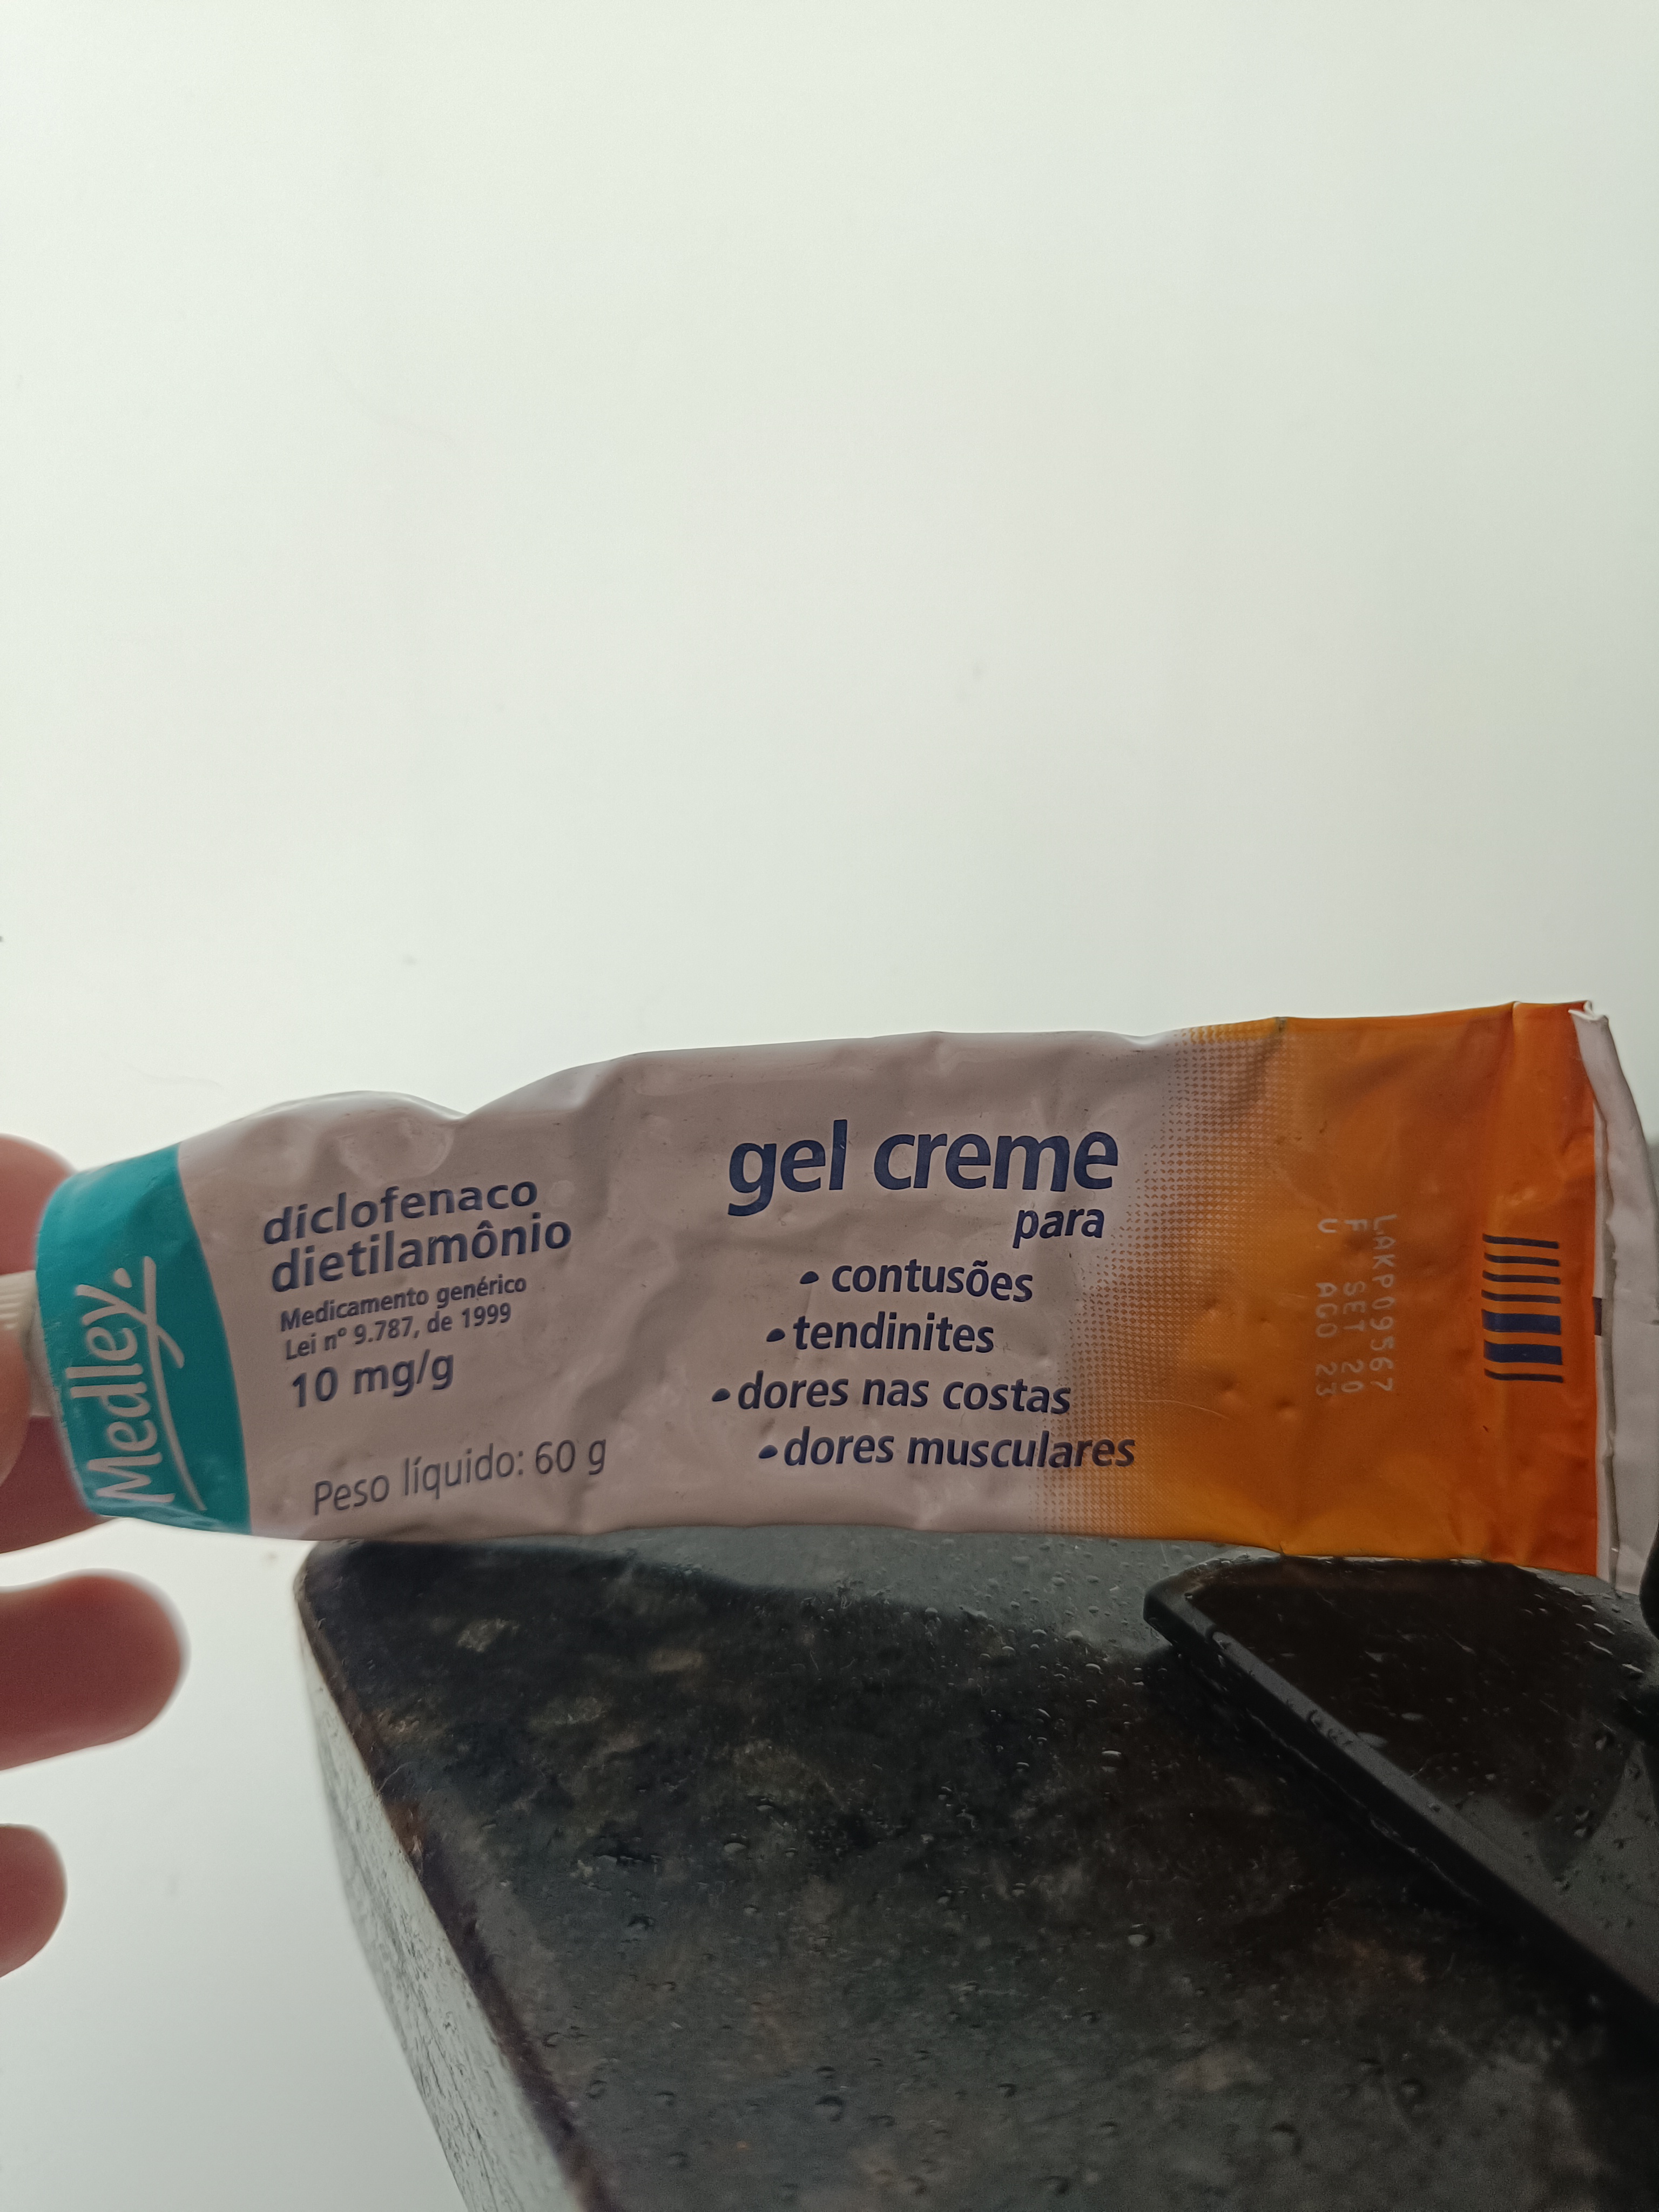 Medley.
diclofenaco
dietilamônio
Medicamento genérico
Lei nº 9.787, de 1999
10 mg/g
Peso líquido: 60 g
gel creme
para
• contusões
• tendinites
• dores nas costas
• dores musculares
LAKP09567
F SET 20
U AGO 23